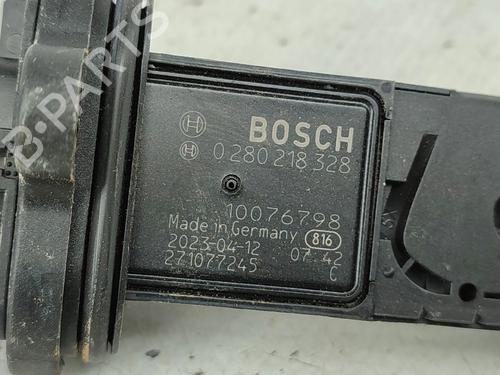 B-PARTS
BOSCH
0 280 218 328
10076798
Made in Germany 816
2023-04-12 07:42
271077245 C